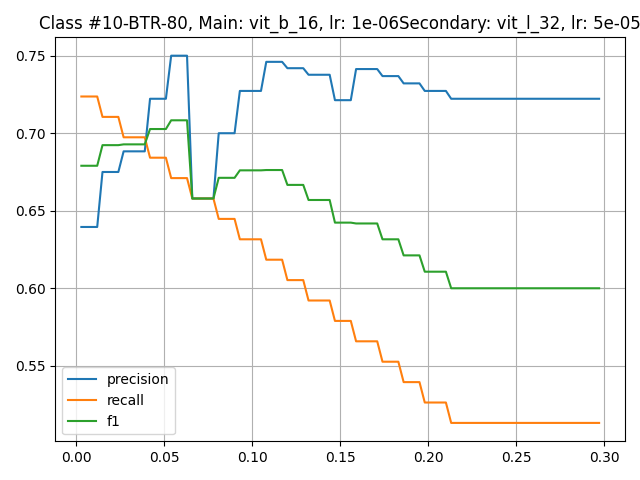 Class #10-BTR-80, Main: vit_b_16, lr: 1e-06Secondary: vit_l_32, lr: 5e-05
0.75
0.70
0.65
0.60
0.55
precision
recall
f1
0.00 0.05 0.10 0.15 0.20 0.25 0.30